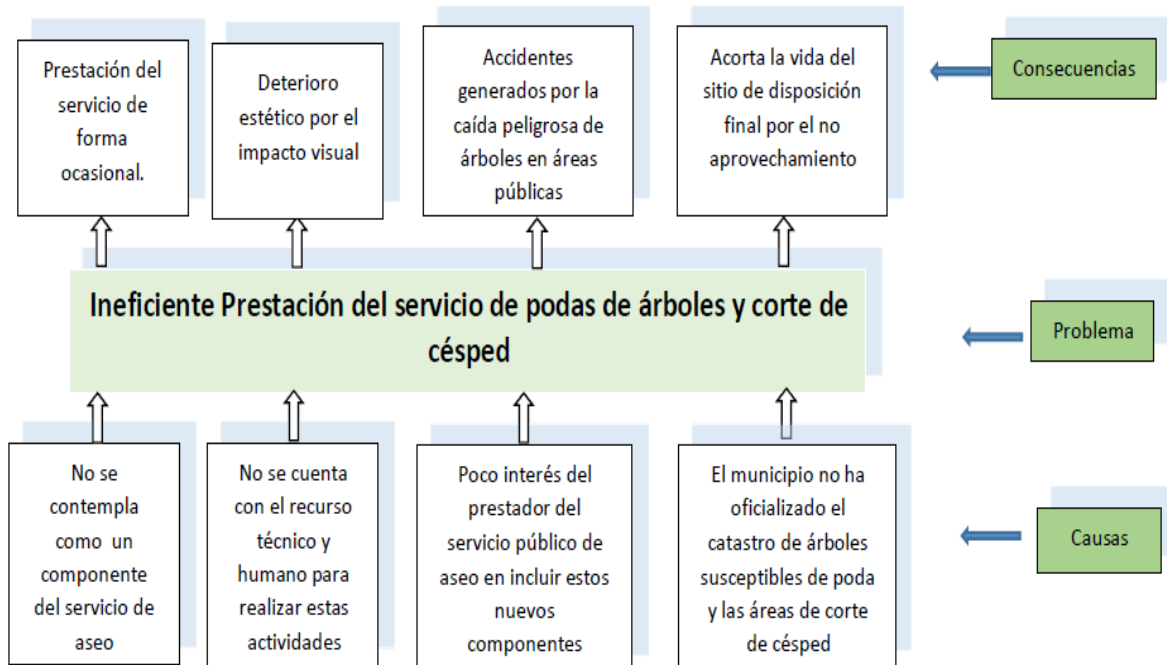 Prestación del
servicio de
forma
ocasional.
Deterioro
estético por el
impacto visual
Accidentes
generados por la
caída peligrosa de
árboles en áreas
públicas
Acorta la vida del
sitio de disposición
final por el no
aprovechamiento
Consecuencias
Ineficiente Prestación del servicio de podas de árboles y corte de
césped
Problema
No se
contempla
como un
componente
del servicio de
aseo
No se cuenta
con el recurso
técnico y
humano para
realizar estas
actividades
Poco interés del
prestador del
servicio público de
aseo en incluir estos
nuevos
componentes
El municipio no ha
oficializado el
catastro de árboles
susceptibles de poda
y las áreas de corte
de césped
Causas